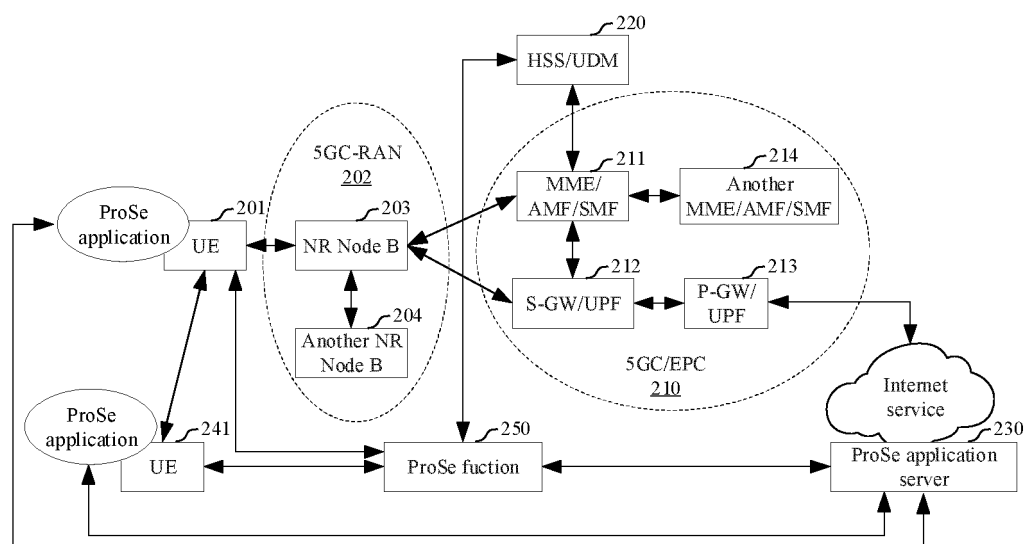 220
HSS/UDM
5GC-RAN
202
211
MME/
AMF/SMF
214
Another
MME/AMF/SMF
ProSe
application
201
UE
203
NR Node B
212
S-GW/UPF
213
P-GW/
UPF
204
Another NR
Node B
5GC/EPC
210
Internet
service
ProSe
application
241
UE
250
ProSe fuction
230
ProSe application
server